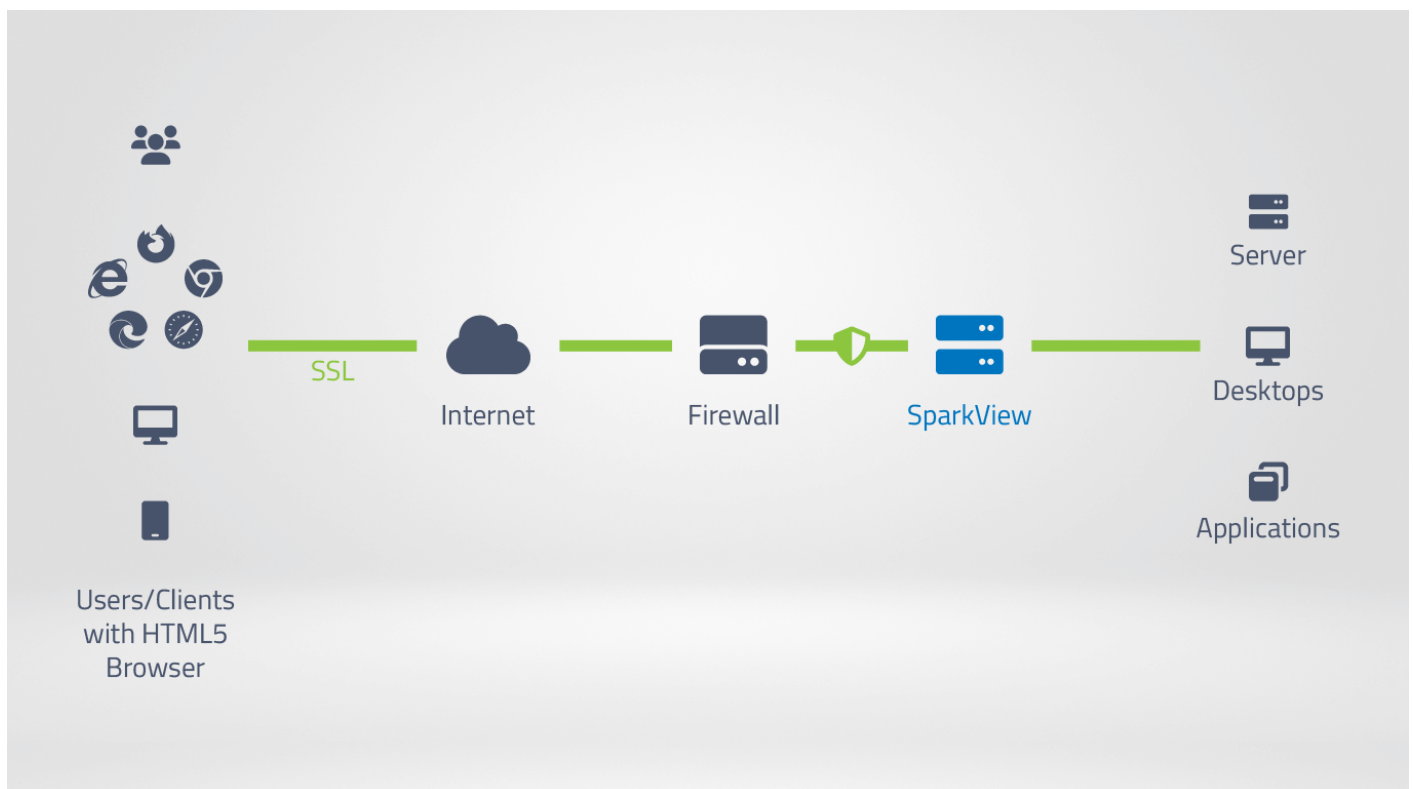 SSL
Internet
Firewall
SparkView
Server
Desktops
Applications
Users/Clients
with HTML5
Browser